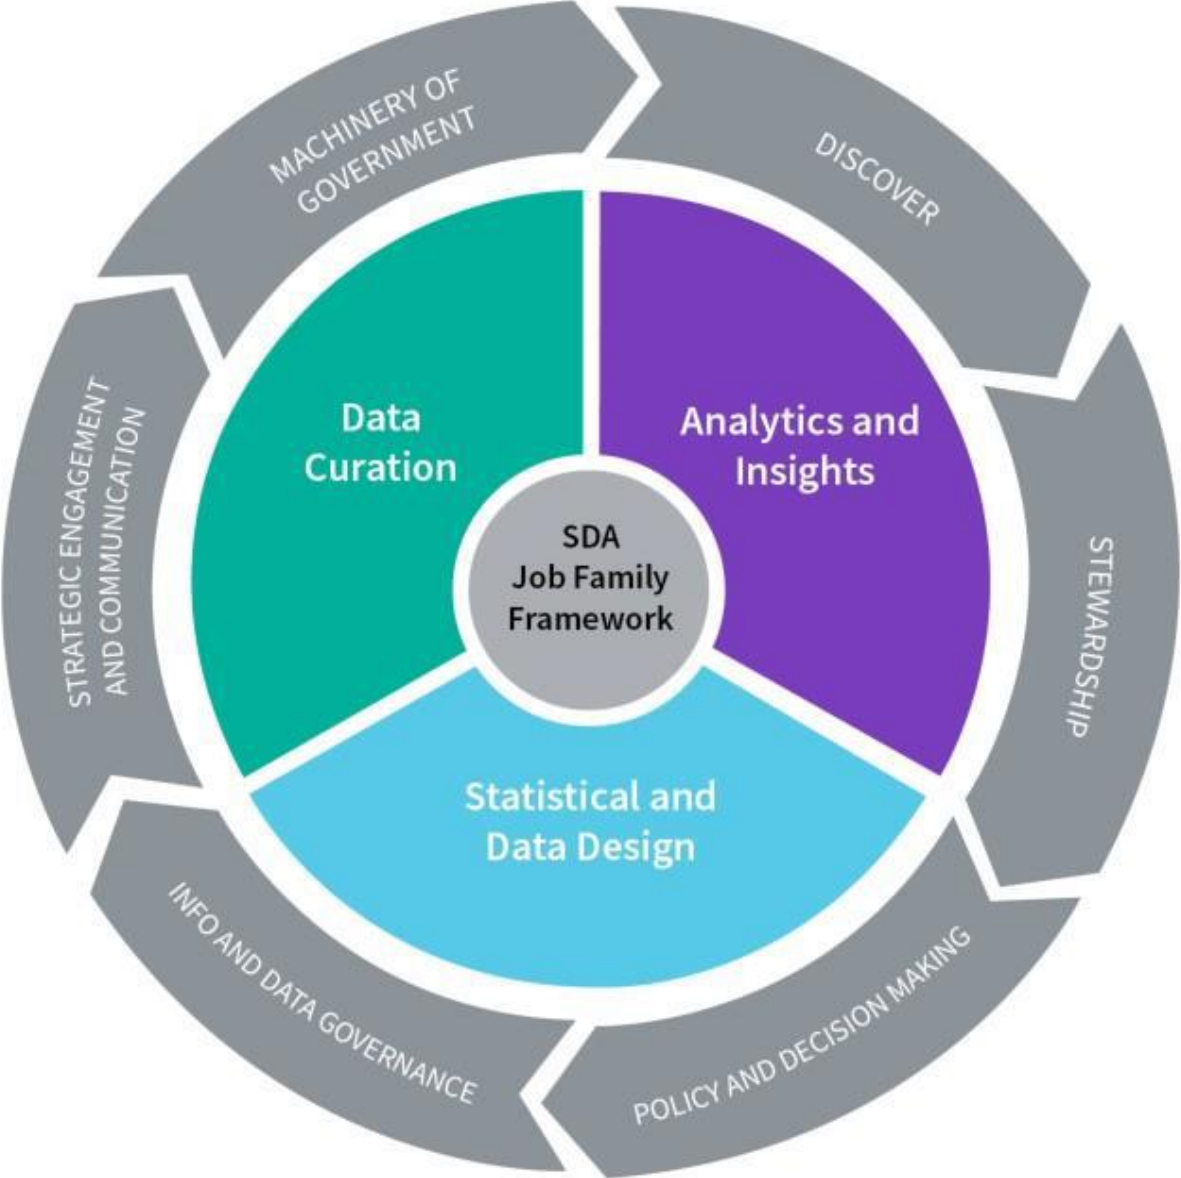 MACHINERY OF
GOVERNMENT
DISCOVER
STEWARDSHIP
POLICY AND DECISION MAKING
INFO AND DATA GOVERNANCE
STRATEGIC ENGAGEMENT
AND COMMUNICATION
Data
Curation
Analytics and
Insights
Statistical and
Data Design
SDA
Job Family
Framework